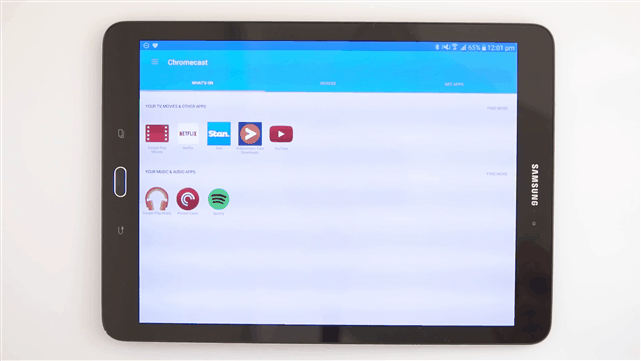 65% 12:01 pm
Chromecast
WHAT'S ON DEVICES GET APPS
YOUR TV, MOVIES & OTHER APPS FIND MORE
NETFLIX Stan.
Google Play Movies Netflix Stan YouTube
YOUR MUSIC & AUDIO APPS FIND MORE
Google Play Music Pocket Casts Spotify
SAMSUNG